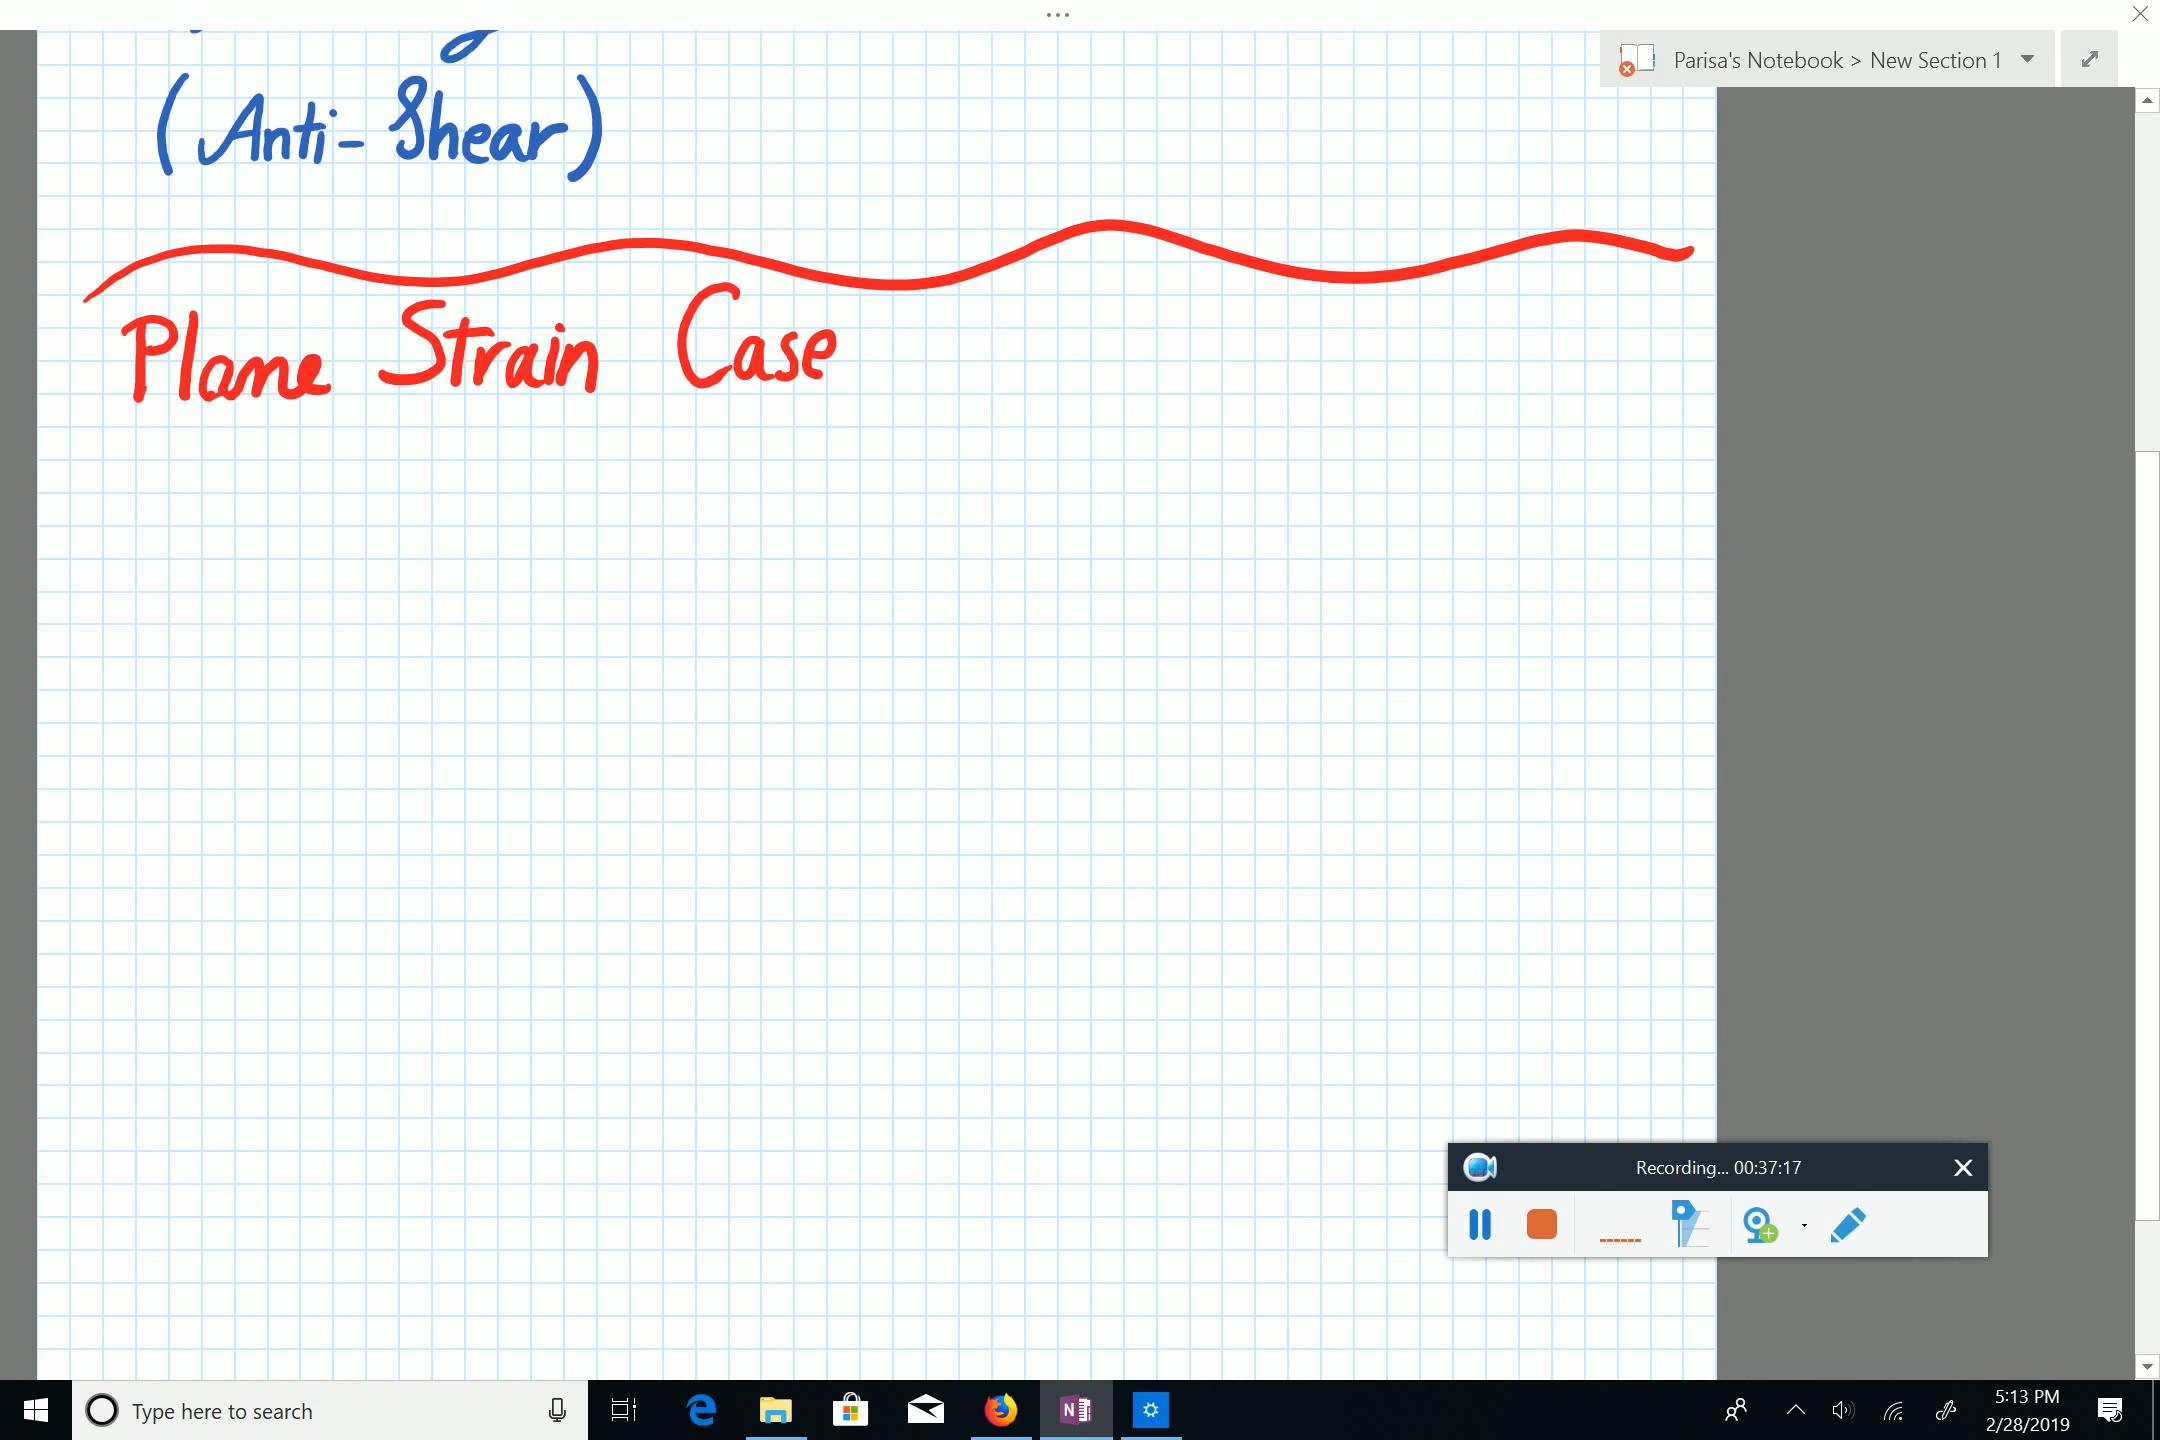 Parisa's Notebook > New Section 1
(Anti-Shear)
Plane Strain Case
Recording... 00:37:17
Type here to search
5:13 PM
2/28/2019